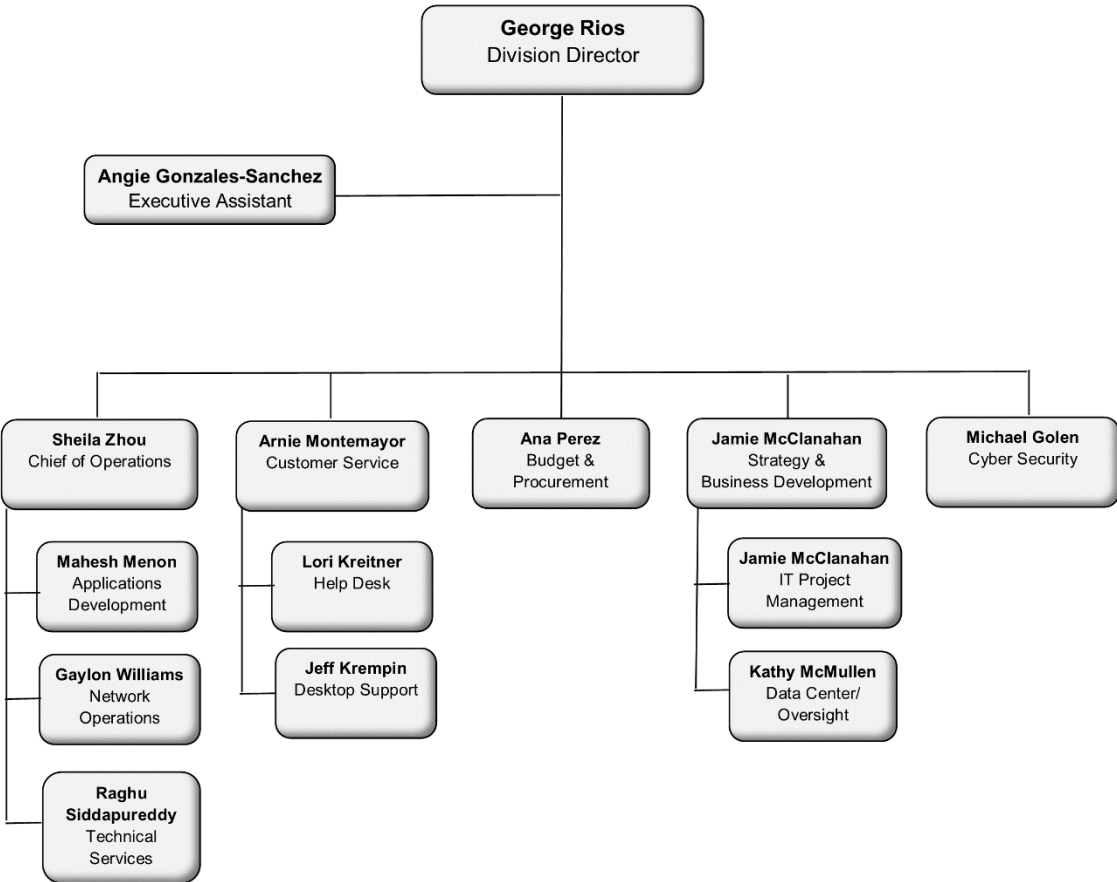 George Rios
Division Director
Angie Gonzales-Sanchez
Executive Assistant
Sheila Zhou
Chief of Operations
Arnie Montemayor
Customer Service
Ana Perez
Budget &
Procurement
Jamie McClanahan
Strategy &
Business Development
Michael Golen
Cyber Security
Mahesh Menon
Applications
Development
Gaylon Williams
Network
Operations
Raghu
Siddapureddy
Technical
Services
Lori Kreitner
Help Desk
Jeff Krempin
Desktop Support
Jamie McClanahan
IT Project
Management
Kathy McMullen
Data Center/
Oversight